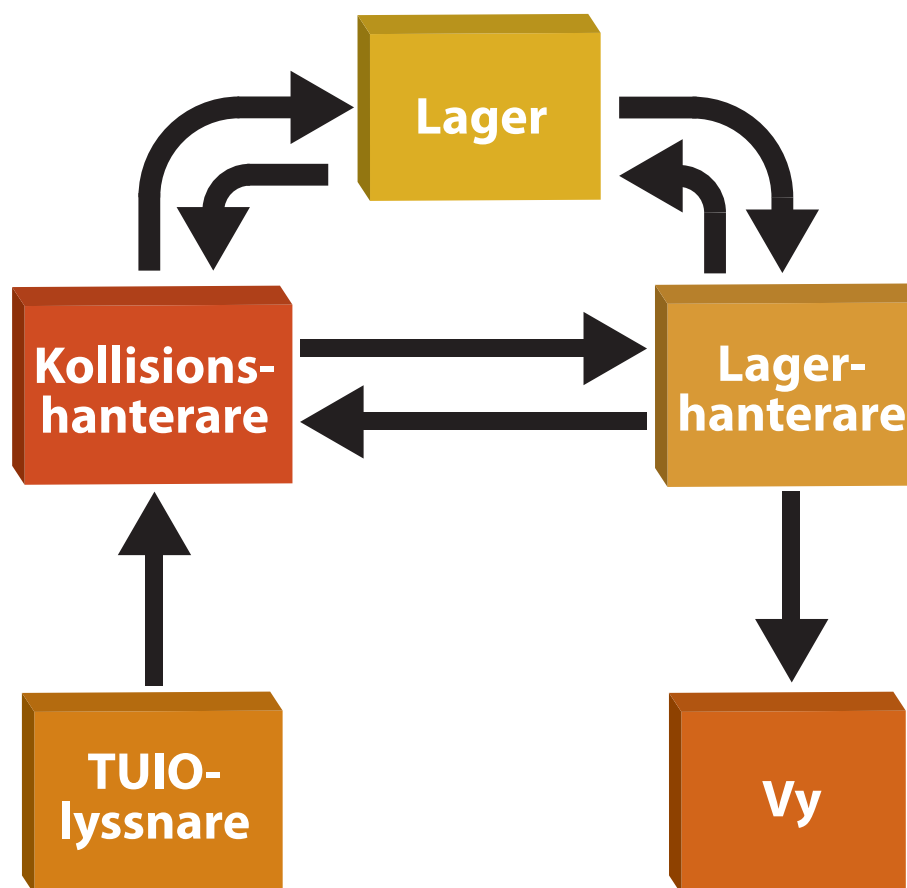 Lager
Kollisions-
hanterare
Lager-
hanterare
TUIO-
lyssnare
Vy